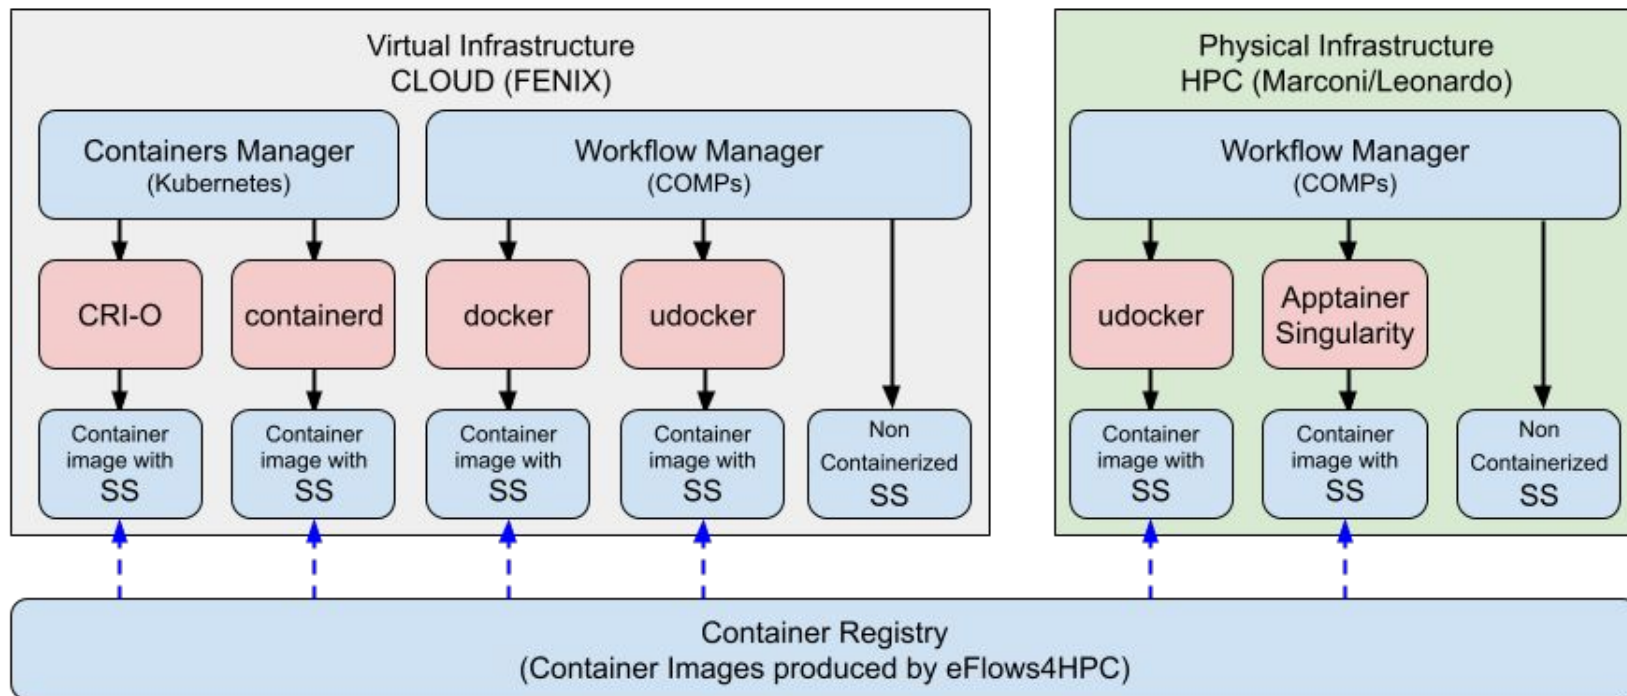 Virtual Infrastructure
CLOUD (FENIX)
Containers Manager
(Kubernetes)
Workflow Manager
(COMPs)
CRI-O
containerd
docker
udocker
Container
image with
SS
Container
image with
SS
Container
image with
SS
Container
image with
SS
Non
Containerized
SS
Physical Infrastructure
HPC (Marconi/Leonardo)
Workflow Manager
(COMPs)
udocker
Apptainer
Singularity
Container
image with
SS
Container
image with
SS
Non
Containerized
SS
Container Registry
(Container Images produced by eFlows4HPC)